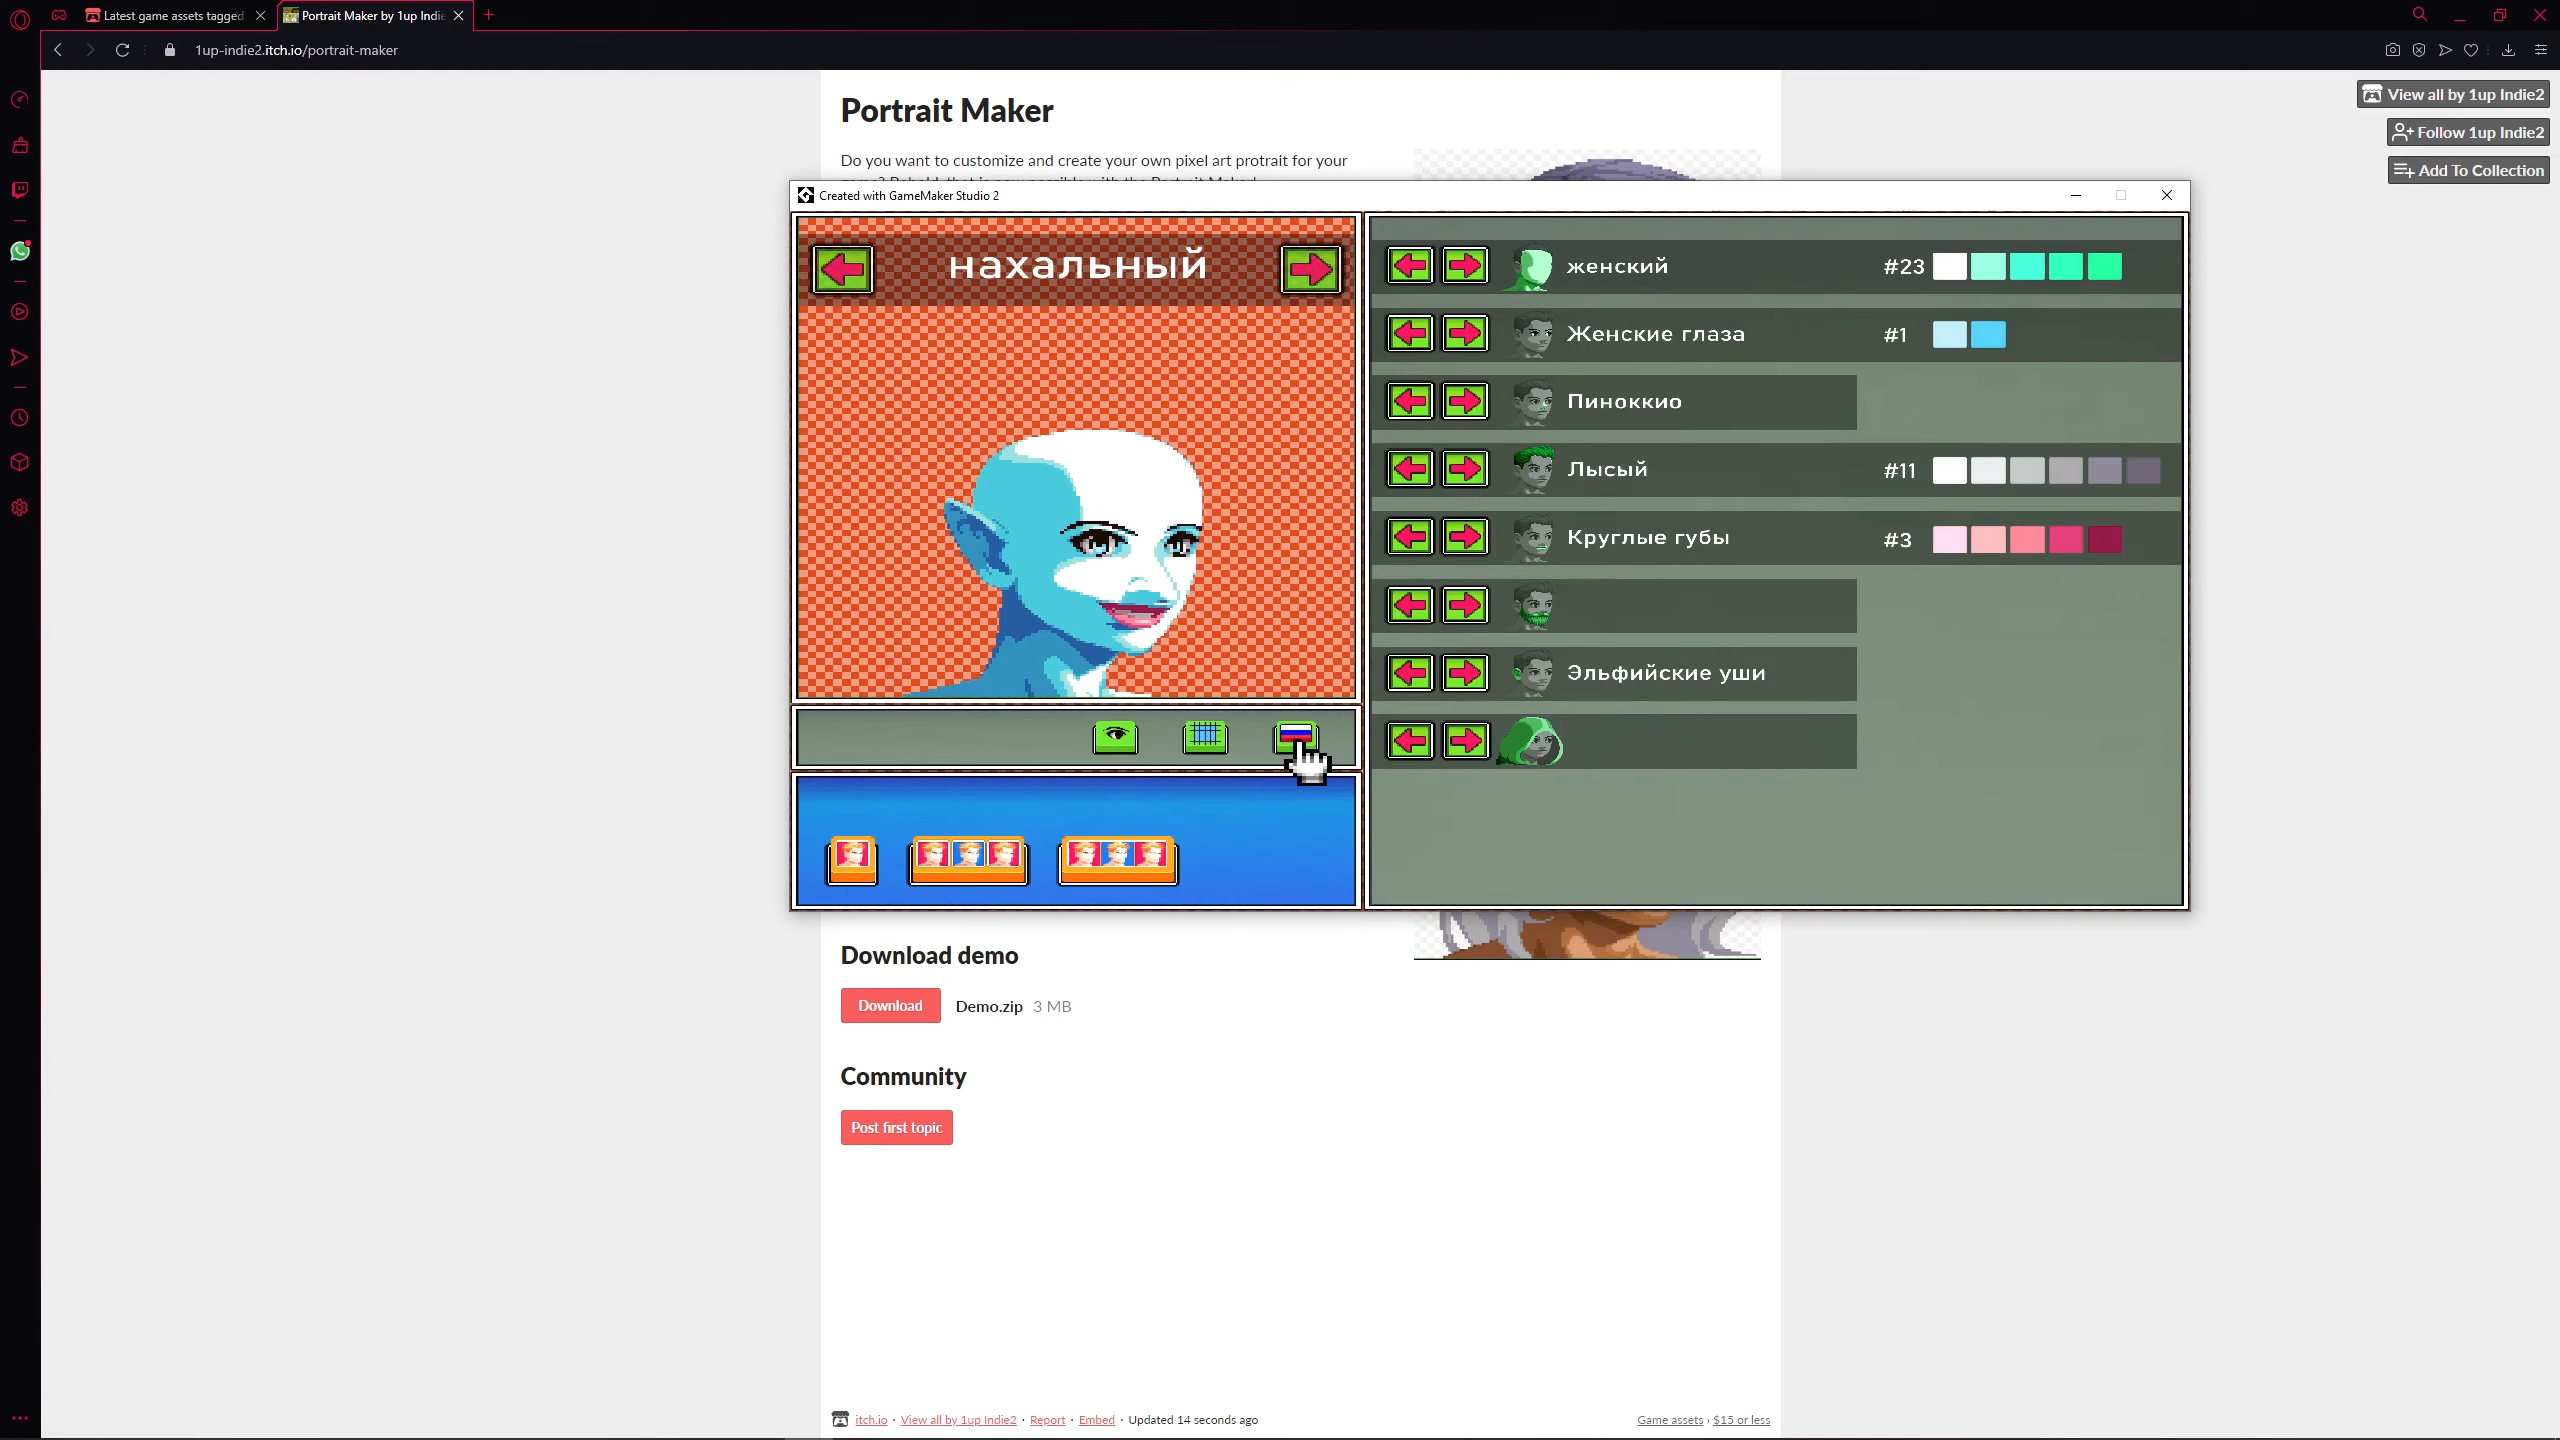 Latest game assets tagged
Portrait Maker by 1up Indie
1up-indie2.itch.io/portrait-maker
View all by 1up Indie2
Follow 1up Indie2
Add To Collection
Portrait Maker
Do you want to customize and create your own pixel art protrait for your
Created with GameMaker Studio 2
нахальный
женский #23
Женские глаза #1
Пиноккио
Лысый #11
Круглые губы #3
Эльфийские уши
Download demo
Download Demo.zip 3 MB
Community
Post first topic
itch.io · View all by 1up Indie2 · Report · Embed · Updated 14 seconds ago
Game assets › $15 or less